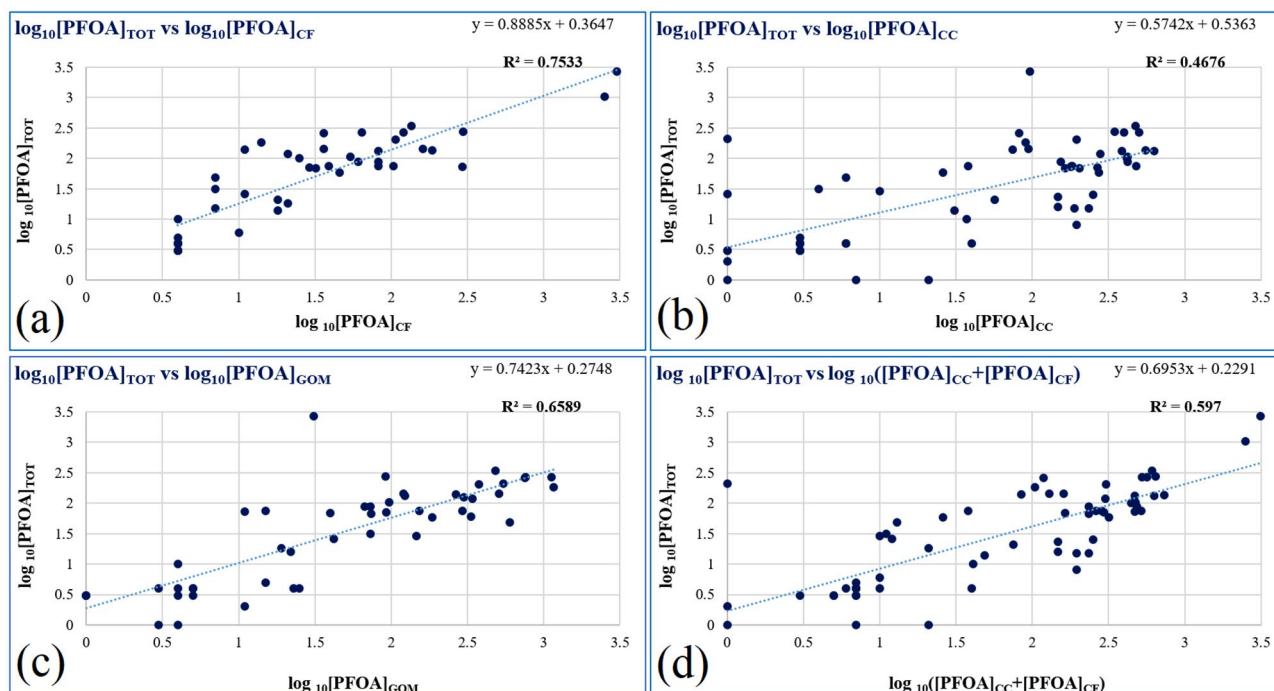 log₁₀[PFOA]TOT vs log₁₀[PFOA]CF
y = 0.8885x + 0.3647
R² = 0.7533
3.5
3
2.5
2
1.5
1
0.5
0
log ₁₀[PFOA]TOT
0 0.5 1 1.5 2 2.5 3 3.5
log ₁₀[PFOA]CF
(a)
log₁₀[PFOA]TOT vs log₁₀[PFOA]CC
y = 0.5742x + 0.5363
R² = 0.4676
3.5
3
2.5
2
1.5
1
0.5
0
log ₁₀[PFOA]TOT
0 0.5 1 1.5 2 2.5 3 3.5
log ₁₀[PFOA]CC
(b)
log₁₀[PFOA]TOT vs log₁₀[PFOA]GOM
y = 0.7423x + 0.2748
R² = 0.6589
3.5
3
2.5
2
1.5
1
0.5
0
log ₁₀[PFOA]TOT
0 0.5 1 1.5 2 2.5 3 3.5
log ₁₀[PFOA]GOM
(c)
log ₁₀[PFOA]TOT vs log ₁₀([PFOA]CC+[PFOA]CF)
y = 0.6953x + 0.2291
R² = 0.597
3.5
3
2.5
2
1.5
1
0.5
0
log ₁₀[PFOA]TOT
0 0.5 1 1.5 2 2.5 3 3.5
log ₁₀([PFOA]CC+[PFOA]CF)
(d)